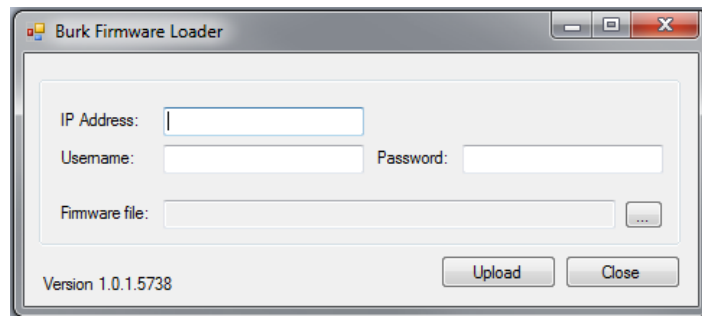 Burk Firmware Loader
IP Address:
Username: Password:
Firmware file: ...
Upload Close
Version 1.0.1.5738